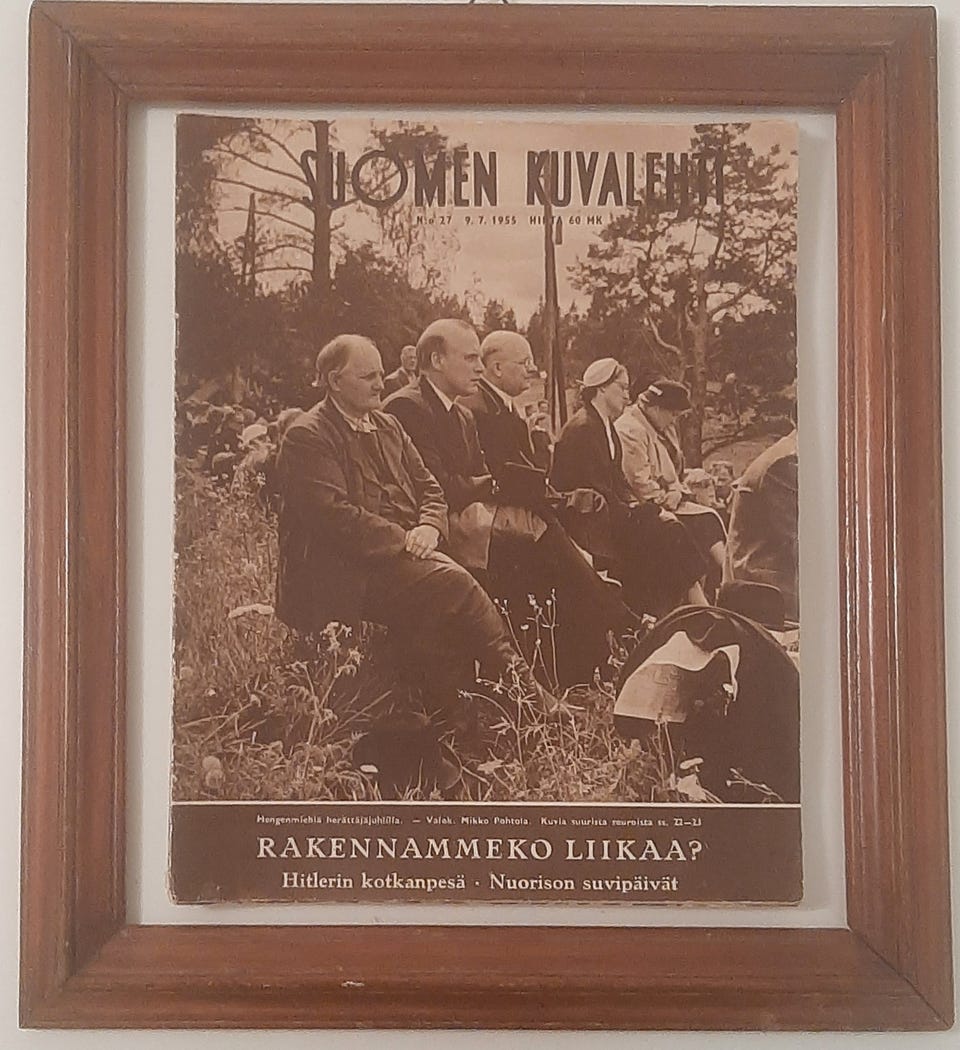 SUOMEN KUVALEHTI
N:o 27 9. 7. 1955 HINTA 60 MK
Hengenmiehiä herättäjäjuhlilla. — Valok. Mikko Pohtola. Kuvia suurista seuroista ss. 22—23
RAKENNAMMEKO LIIKAA?
Hitlerin kotkanpesä · Nuorison suvipäivät